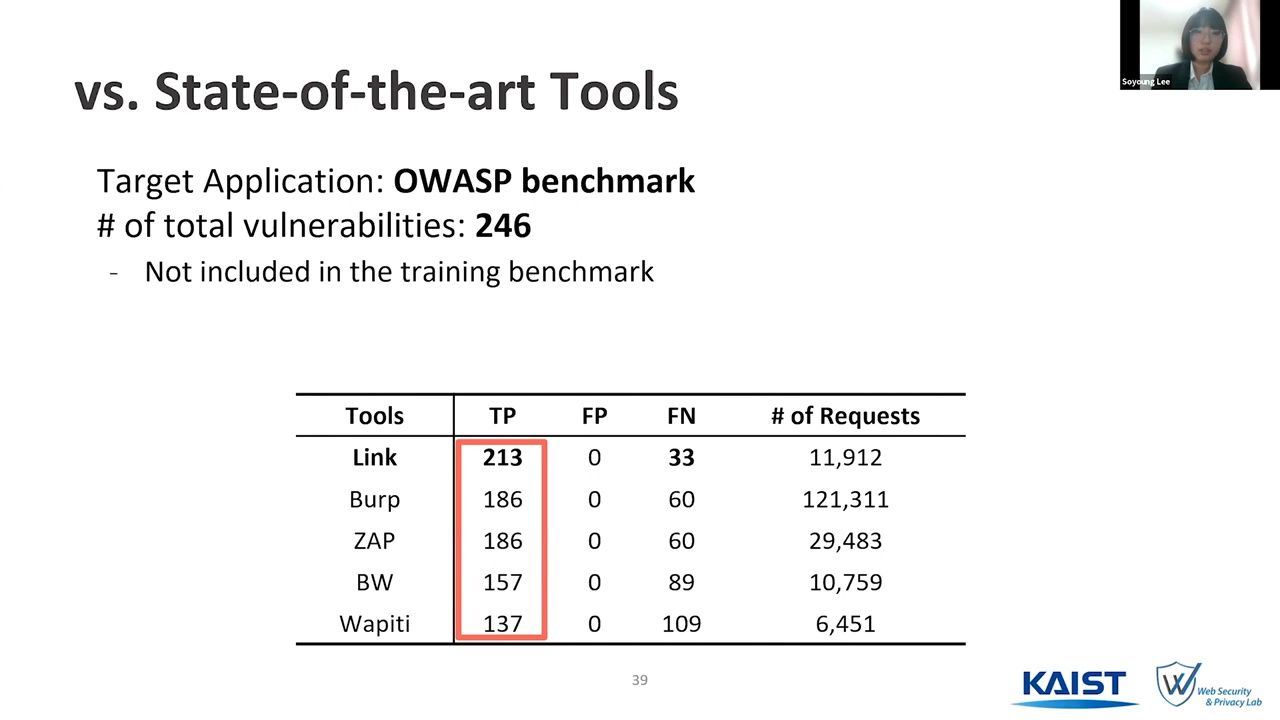 Soyoung Lee
vs. State-of-the-art Tools
Target Application: OWASP benchmark
# of total vulnerabilities: 246
- Not included in the training benchmark
Tools TP FP FN # of Requests
Link 213 0 33 11,912
Burp 186 0 60 121,311
ZAP 186 0 60 29,483
BW 157 0 89 10,759
Wapiti 137 0 109 6,451
39
KAIST
W Web Security
& Privacy Lab